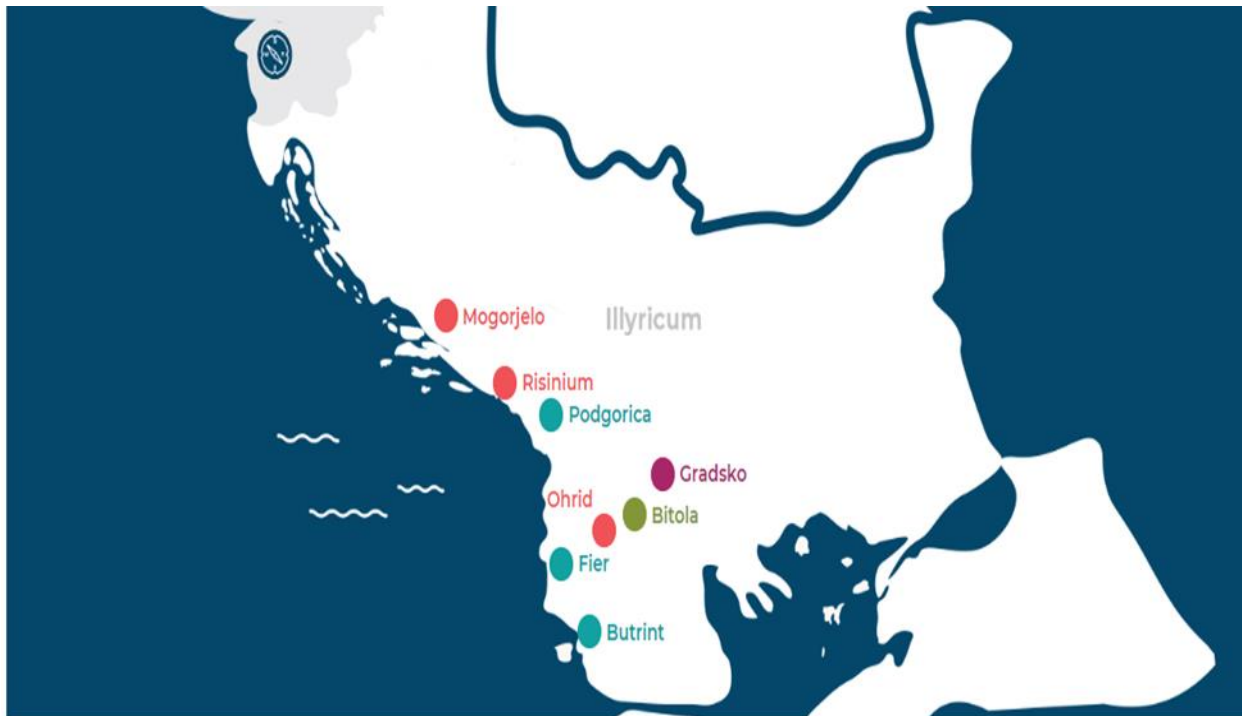 Mogorjelo
Illyricum
Risinium
Podgorica
Gradsko
Ohrid
Bitola
Fier
Butrint